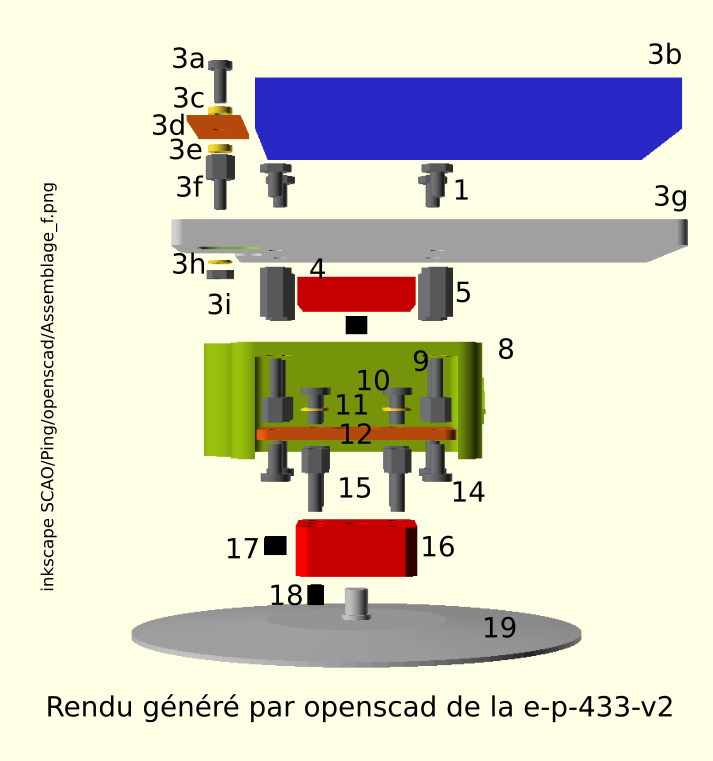 3a
3b
3c
3d
3e
3f
1
3g
3h
4
3i
5
8
9
10
11
12
15
14
17
16
18
19
inkscape SCAO/Ping/openscad/Assemblage_f.png
Rendu généré par openscad de la e-p-433-v2